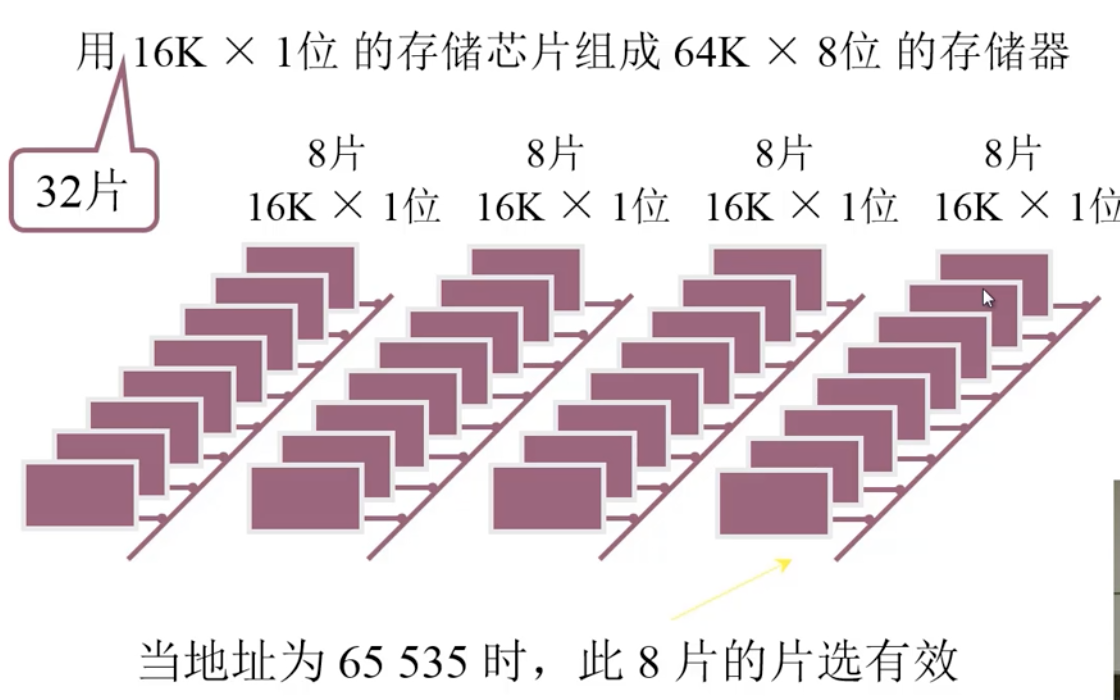 用 16K × 1位 的存储芯片组成 64K × 8位 的存储器
32片
8片 8片 8片 8片
16K × 1位 16K × 1位 16K × 1位 16K × 1位
当地址为 65 535 时，此 8 片的片选有效